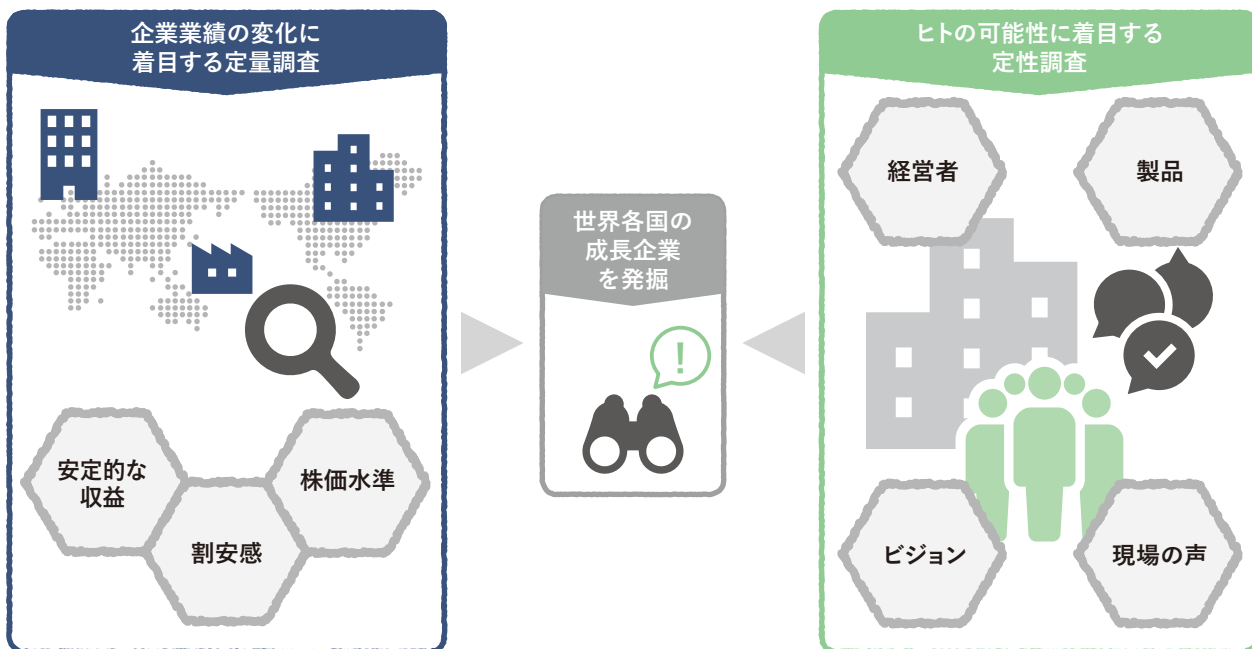 企業業績の変化に
着目する定量調査
安定的な
収益
割安感
株価水準
世界各国の
成長企業
を発掘
!
ヒトの可能性に着目する
定性調査
経営者
製品
ビジョン
現場の声